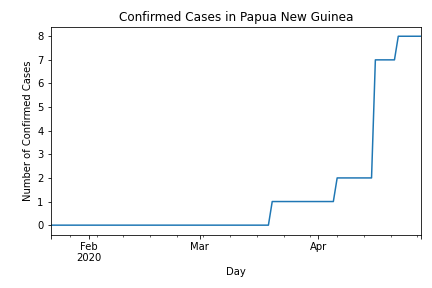 Confirmed Cases in Papua New Guinea
Number of Confirmed Cases
8
7
6
5
4
3
2
1
0
Feb
2020
Mar
Apr
Day